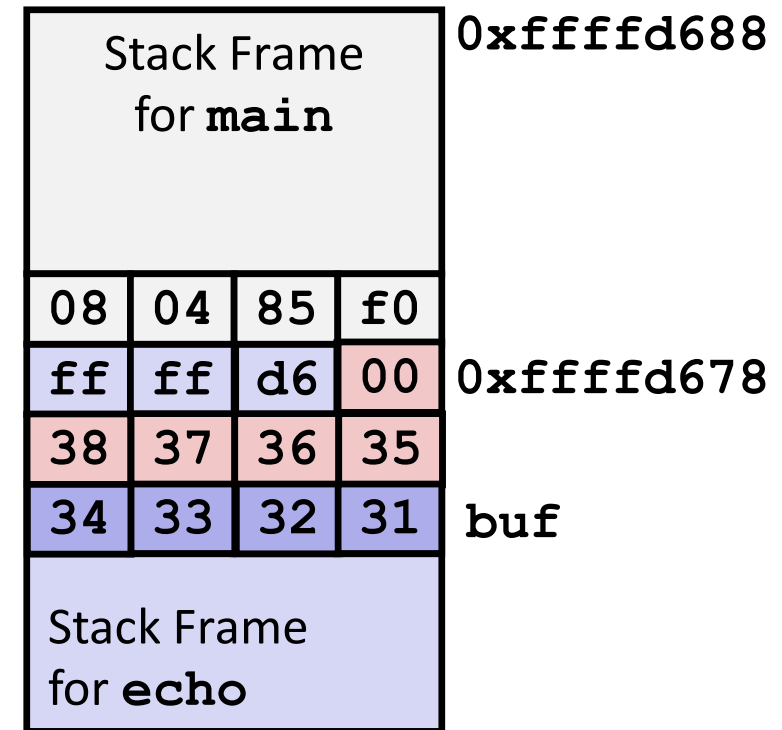 Stack Frame 0xffffd688
for main
08 04 85 f0
ff ff d6 00 0xffffd678
38 37 36 35
34 33 32 31 buf
Stack Frame
for echo